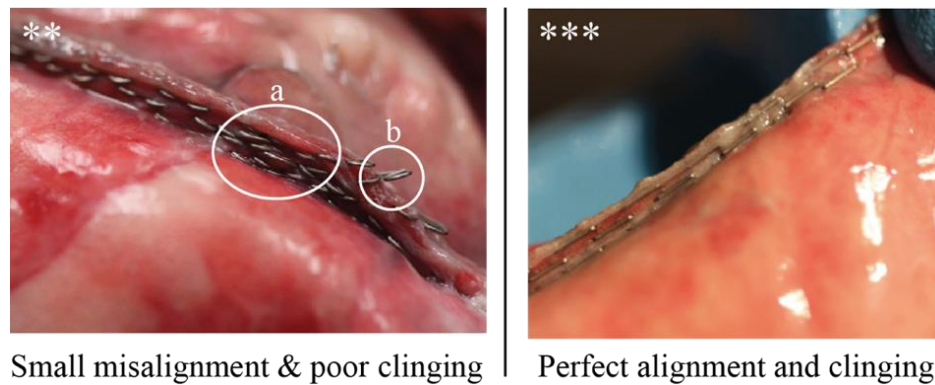 **
a
b
***
Small misalignment & poor clinging
Perfect alignment and clinging